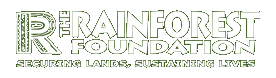 THE RAINFOREST
FOUNDATION
SECURING LANDS, SUSTAINING LIVES